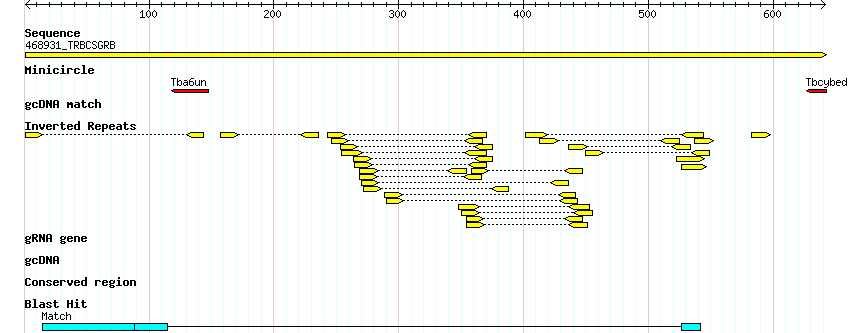 100 200 300 400 500 600
Sequence
468931_TRBCSGRB
Minicircle
Tba6un Tbcybed
gcDNA match
Inverted Repeats
gRNA gene
gcDNA
Conserved region
Blast Hit
Match